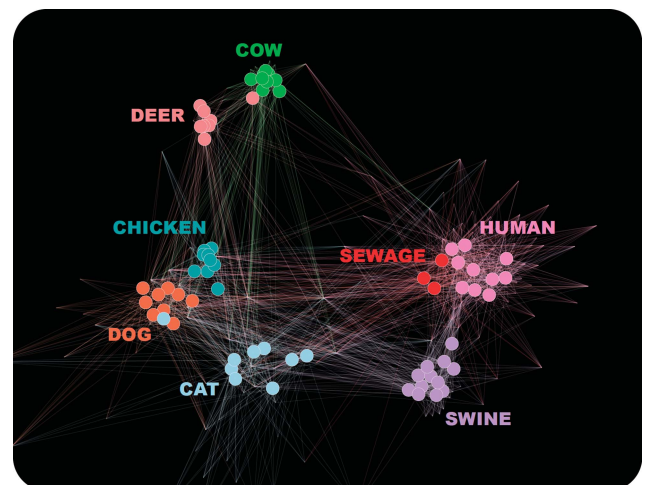 COW
DEER
CHICKEN
HUMAN
SEWAGE
DOG
CAT
SWINE